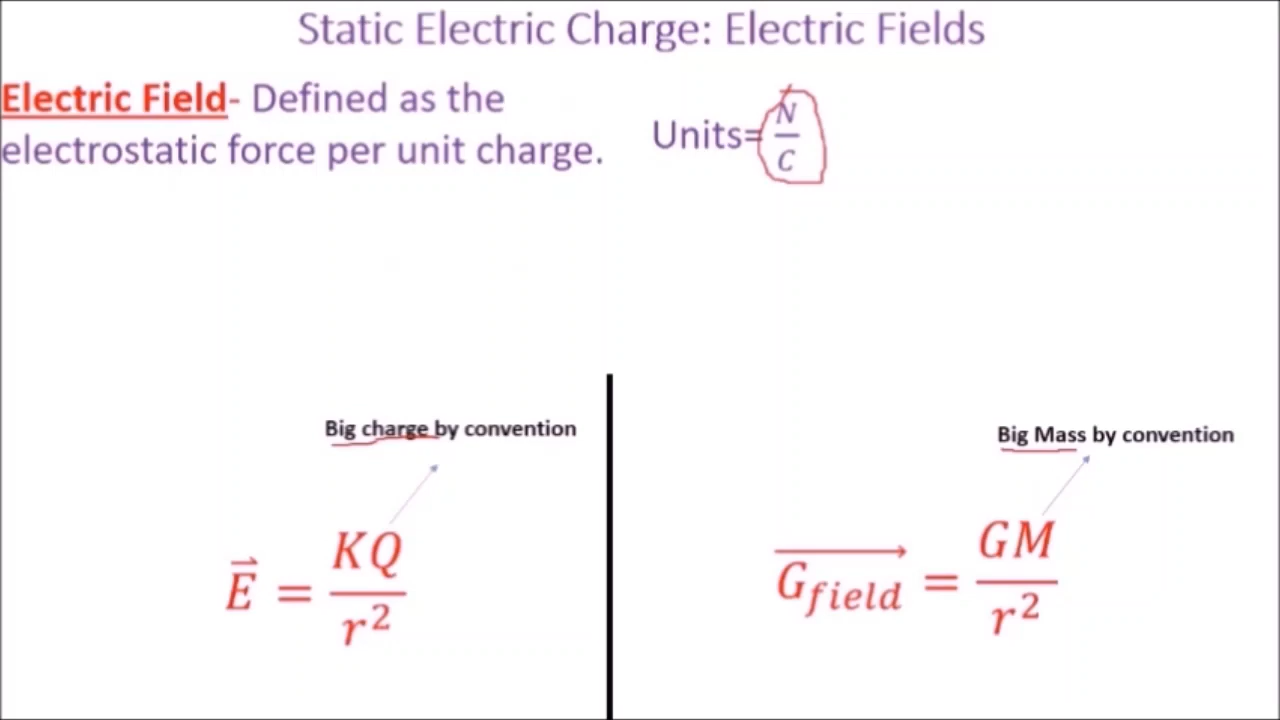 Static Electric Charge: Electric Fields
Electric Field- Defined as the
electrostatic force per unit charge.
Units= N/C
Big charge by convention
E⃗ = KQ/r²
Big Mass by convention
G⃗field = GM/r²